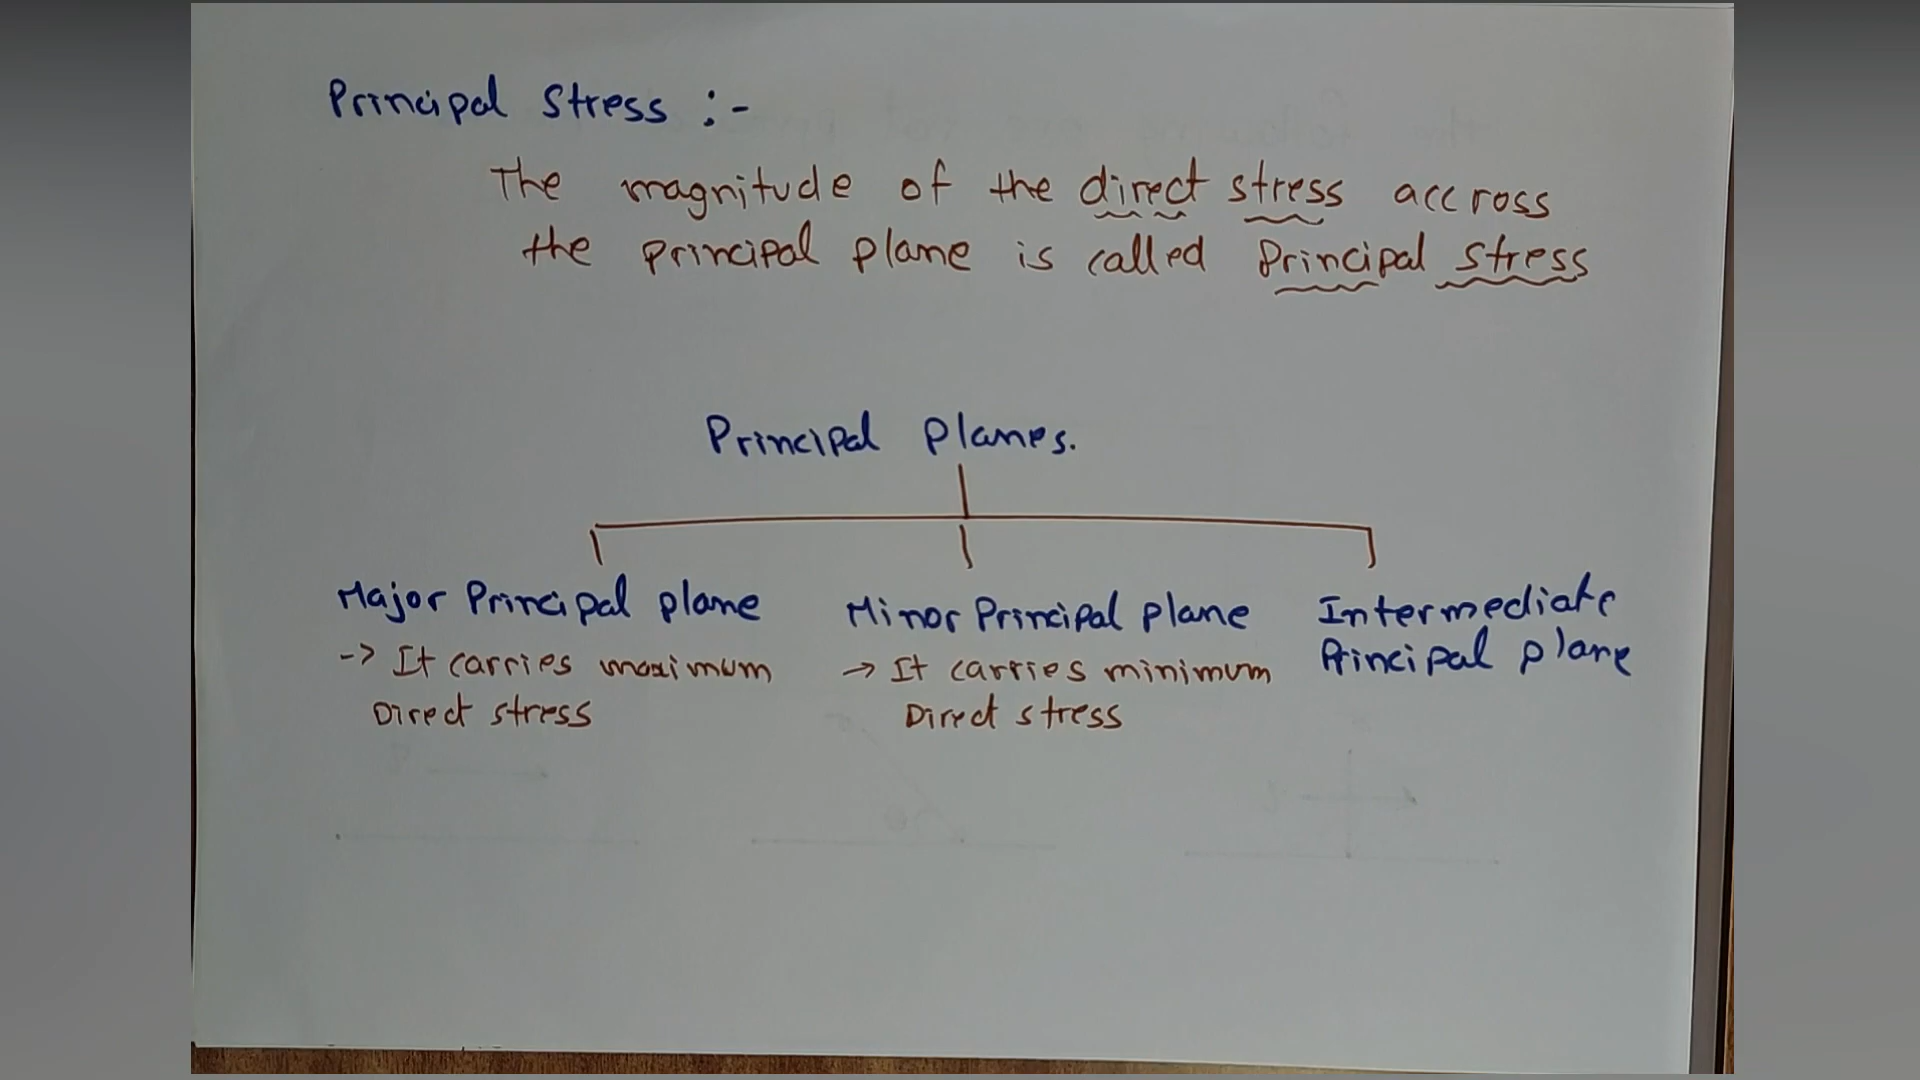 Principal Stress :-
The magnitude of the direct stress accross
the principal plane is called Principal stress
Principal Planes.
Major Principal plane
-> It carries maximum
Direct stress
Minor Principal plane
-> It carries minimum
Direct stress
Intermediate
Principal plane